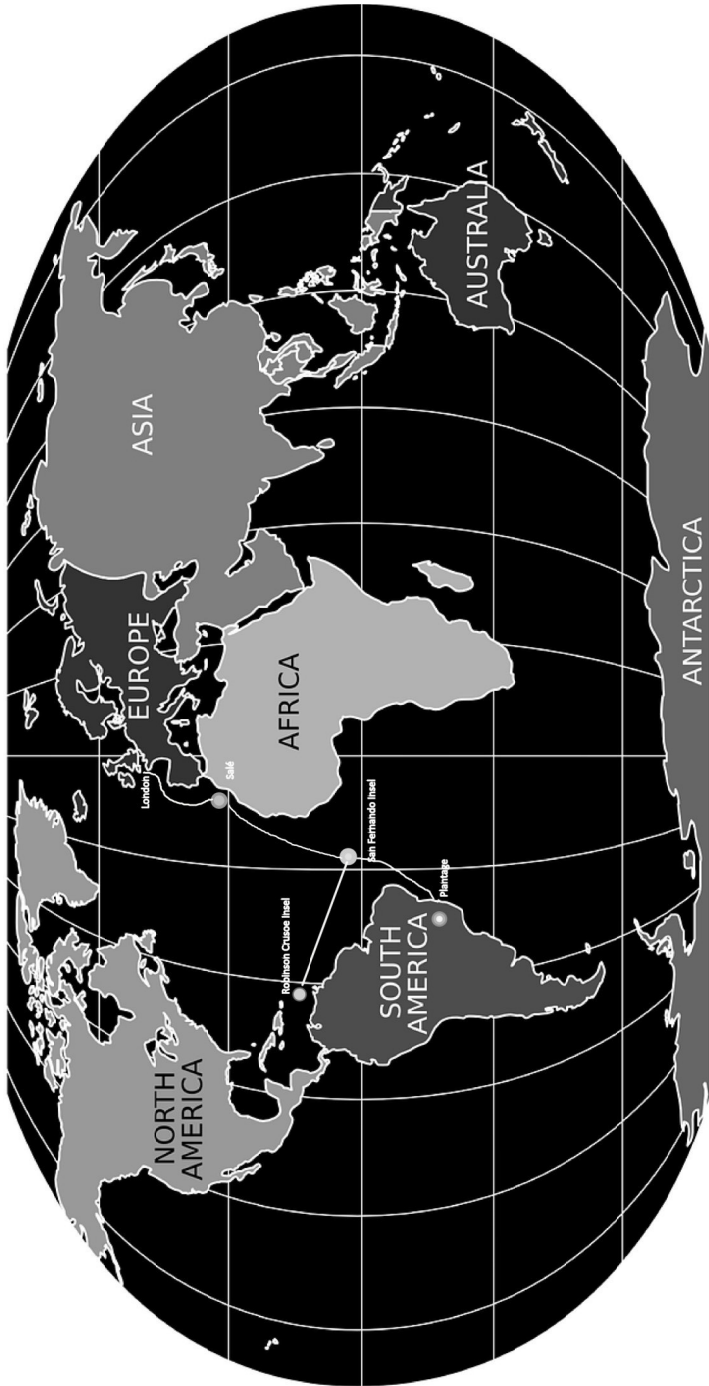 NORTH
AMERICA
EUROPE
ASIA
AFRICA
SOUTH
AMERICA
AUSTRALIA
ANTARCTICA
London
Salé
Robinson Crusoe Insel
San Fernando Insel
Plantage